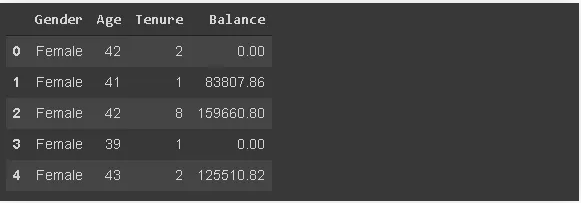 Gender Age Tenure Balance
0 Female 42 2 0.00
1 Female 41 1 83807.86
2 Female 42 8 159660.80
3 Female 39 1 0.00
4 Female 43 2 125510.82